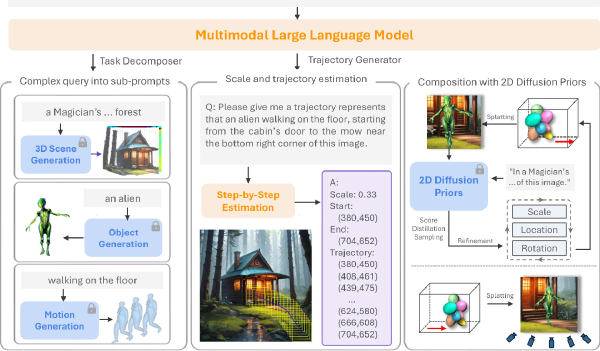 Multimodal Large Language Model
Task Decomposer
Trajectory Generator
Complex query into sub-prompts
a Magician's ... forest
3D Scene
Generation
an alien
Object
Generation
walking on the floor
Motion
Generation
Scale and trajectory estimation
Q: Please give me a trajectory represents
that an alien walking on the floor, starting
from the cabin's door to the mow near
the bottom right corner of this image.
Step-by-Step
Estimation
A:
Scale: 0.33
Start:
(380,450)
End:
(704,652)
Trajectory:
(380,450)
(408,461)
(439,475)
...
(624,580)
(666,608)
(704,652)
Composition with 2D Diffusion Priors
Splatting
2D Diffusion
Priors
"In a Magician's
...of this image."
Score
Distillation
Sampling
Refinement
Scale
Location
Rotation
Splatting